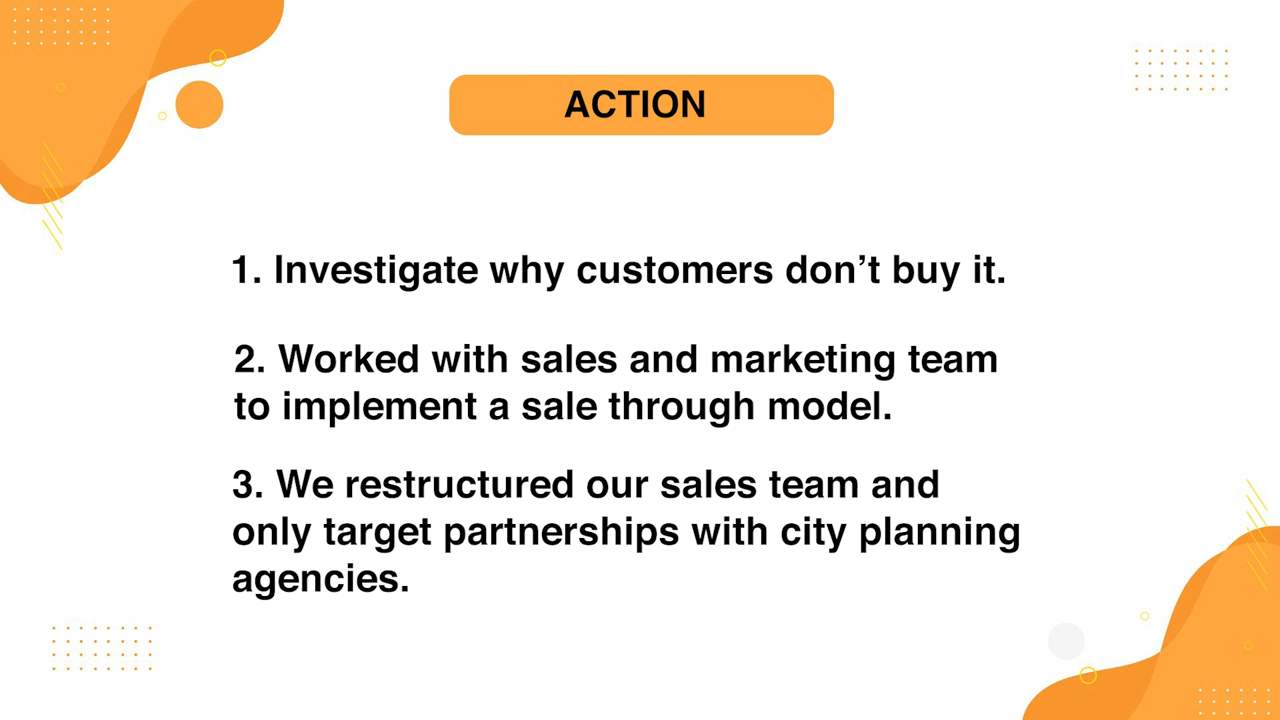 ACTION
1. Investigate why customers don’t buy it.
2. Worked with sales and marketing team
to implement a sale through model.
3. We restructured our sales team and
only target partnerships with city planning
agencies.